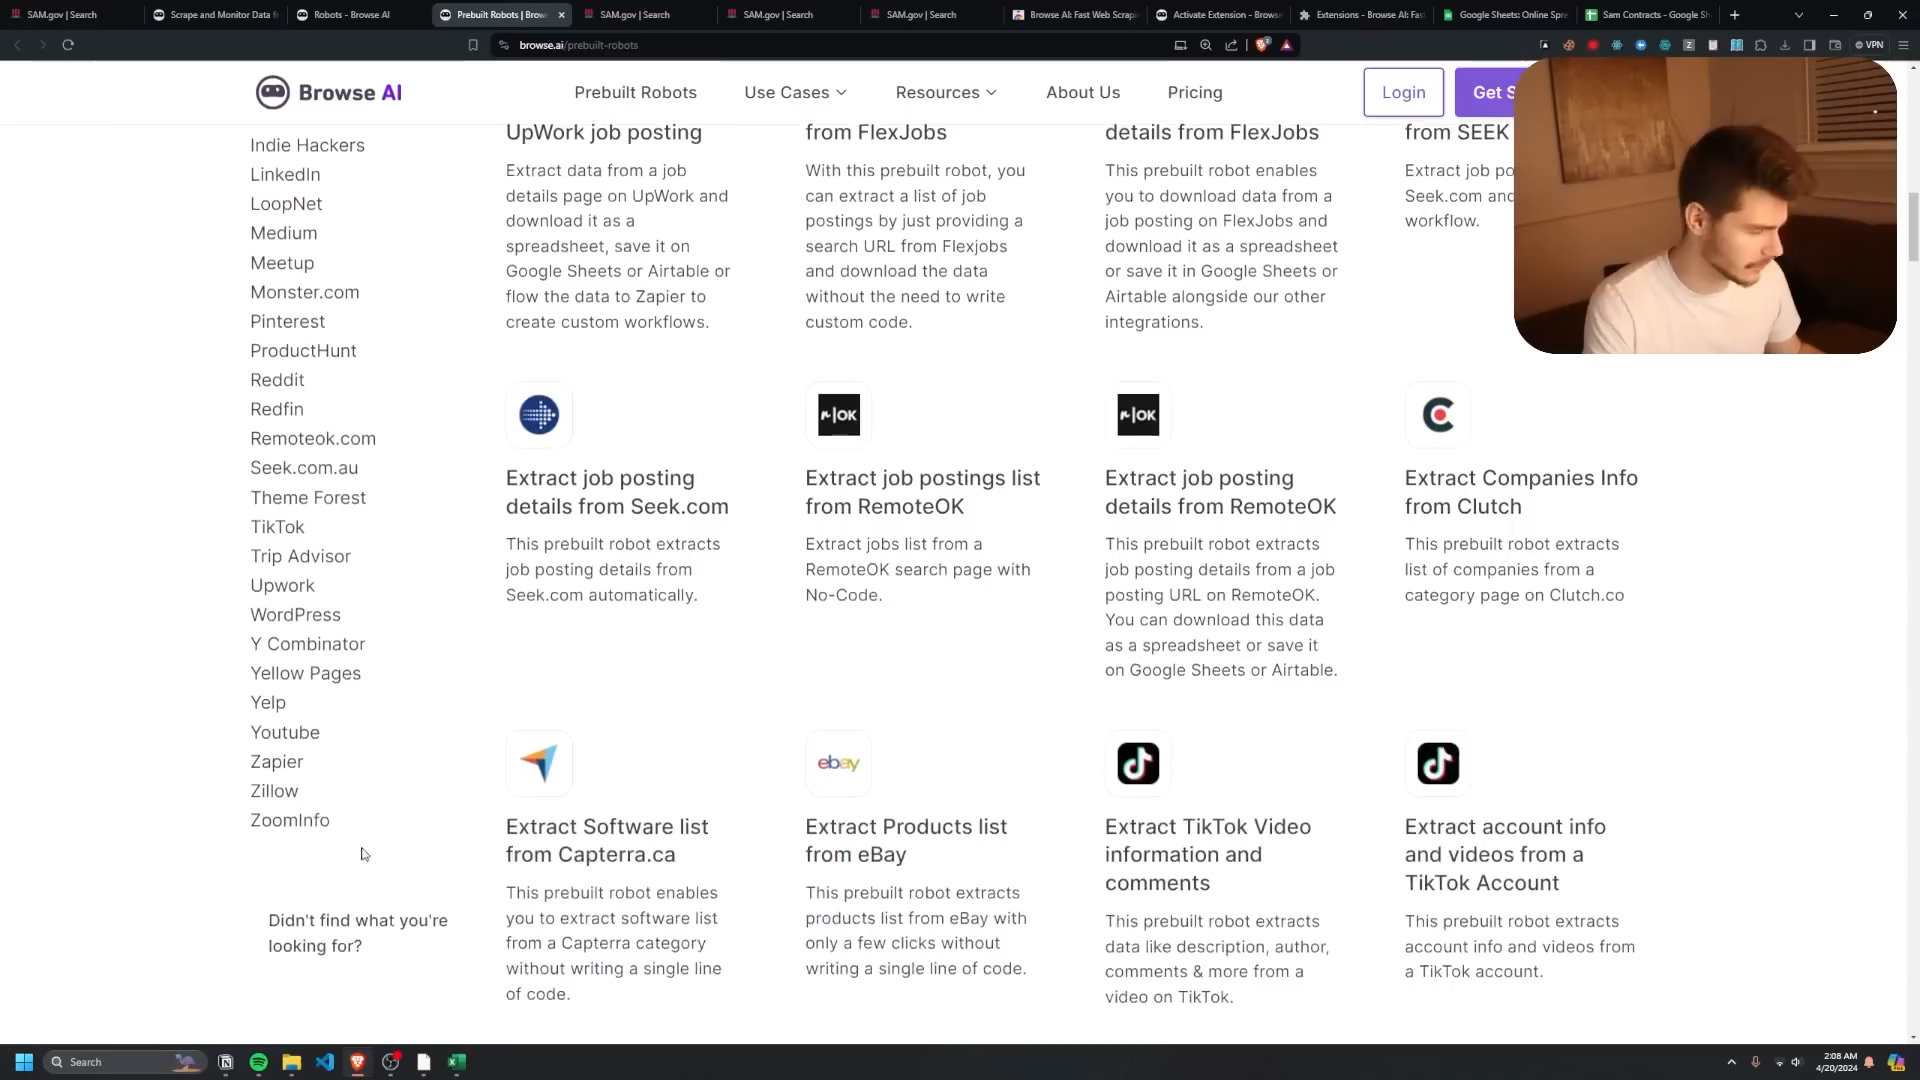 SAM.gov | Search
Scrape and Monitor Data fr
Robots - Browse AI
Prebuilt Robots | Brow
SAM.gov | Search
SAM.gov | Search
SAM.gov | Search
Browse AI: Fast Web Scrapi
Activate Extension - Browse
Extensions - Browse AI: Fas
Google Sheets: Online Spre
Sam Contracts - Google Sh
browse.ai/prebuilt-robots
VPN
Browse AI
Prebuilt Robots
Use Cases
Resources
About Us
Pricing
Login
Get S
Indie Hackers
LinkedIn
LoopNet
Medium
Meetup
Monster.com
Pinterest
ProductHunt
Reddit
Redfin
Remoteok.com
Seek.com.au
Theme Forest
TikTok
Trip Advisor
Upwork
WordPress
Y Combinator
Yellow Pages
Yelp
Youtube
Zapier
Zillow
ZoomInfo
Didn't find what you're
looking for?
UpWork job posting
Extract data from a job
details page on UpWork and
download it as a
spreadsheet, save it on
Google Sheets or Airtable or
flow the data to Zapier to
create custom workflows.
from FlexJobs
With this prebuilt robot, you
can extract a list of job
postings by just providing a
search URL from Flexjobs
and download the data
without the need to write
custom code.
details from FlexJobs
This prebuilt robot enables
you to download data from a
job posting on FlexJobs and
download it as a spreadsheet
or save it in Google Sheets or
Airtable alongside our other
integrations.
from SEEK
Extract job po
Seek.com and
workflow.
Extract job posting
details from Seek.com
This prebuilt robot extracts
job posting details from
Seek.com automatically.
r|OK
Extract job postings list
from RemoteOK
Extract jobs list from a
RemoteOK search page with
No-Code.
r|OK
Extract job posting
details from RemoteOK
This prebuilt robot extracts
job posting details from a job
posting URL on RemoteOK.
You can download this data
as a spreadsheet or save it
on Google Sheets or Airtable.
Extract Companies Info
from Clutch
This prebuilt robot extracts
list of companies from a
category page on Clutch.co
Extract Software list
from Capterra.ca
This prebuilt robot enables
you to extract software list
from a Capterra category
without writing a single line
of code.
ebay
Extract Products list
from eBay
This prebuilt robot extracts
products list from eBay with
only a few clicks without
writing a single line of code.
Extract TikTok Video
information and
comments
This prebuilt robot extracts
data like description, author,
comments & more from a
video on TikTok.
Extract account info
and videos from a
TikTok Account
This prebuilt robot extracts
account info and videos from
a TikTok account.
Search
2:08 AM
4/20/2024